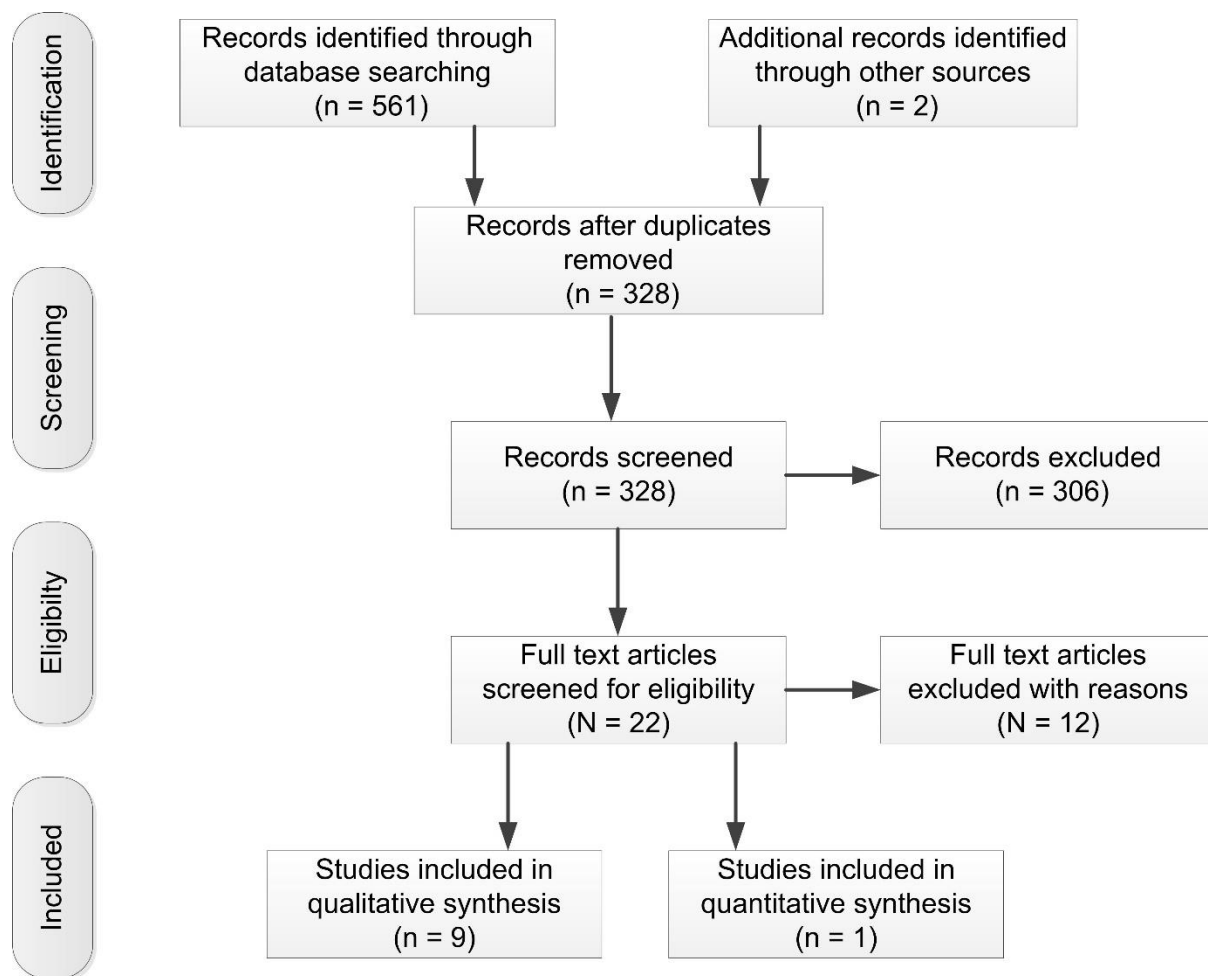 Identification
Records identified through
database searching
(n = 561)
Additional records identified
through other sources
(n = 2)
Records after duplicates
removed
(n = 328)
Screening
Records screened
(n = 328)
Records excluded
(n = 306)
Eligibilty
Full text articles
screened for eligibility
(N = 22)
Full text articles
excluded with reasons
(N = 12)
Included
Studies included in
qualitative synthesis
(n = 9)
Studies included in
quantitative synthesis
(n = 1)